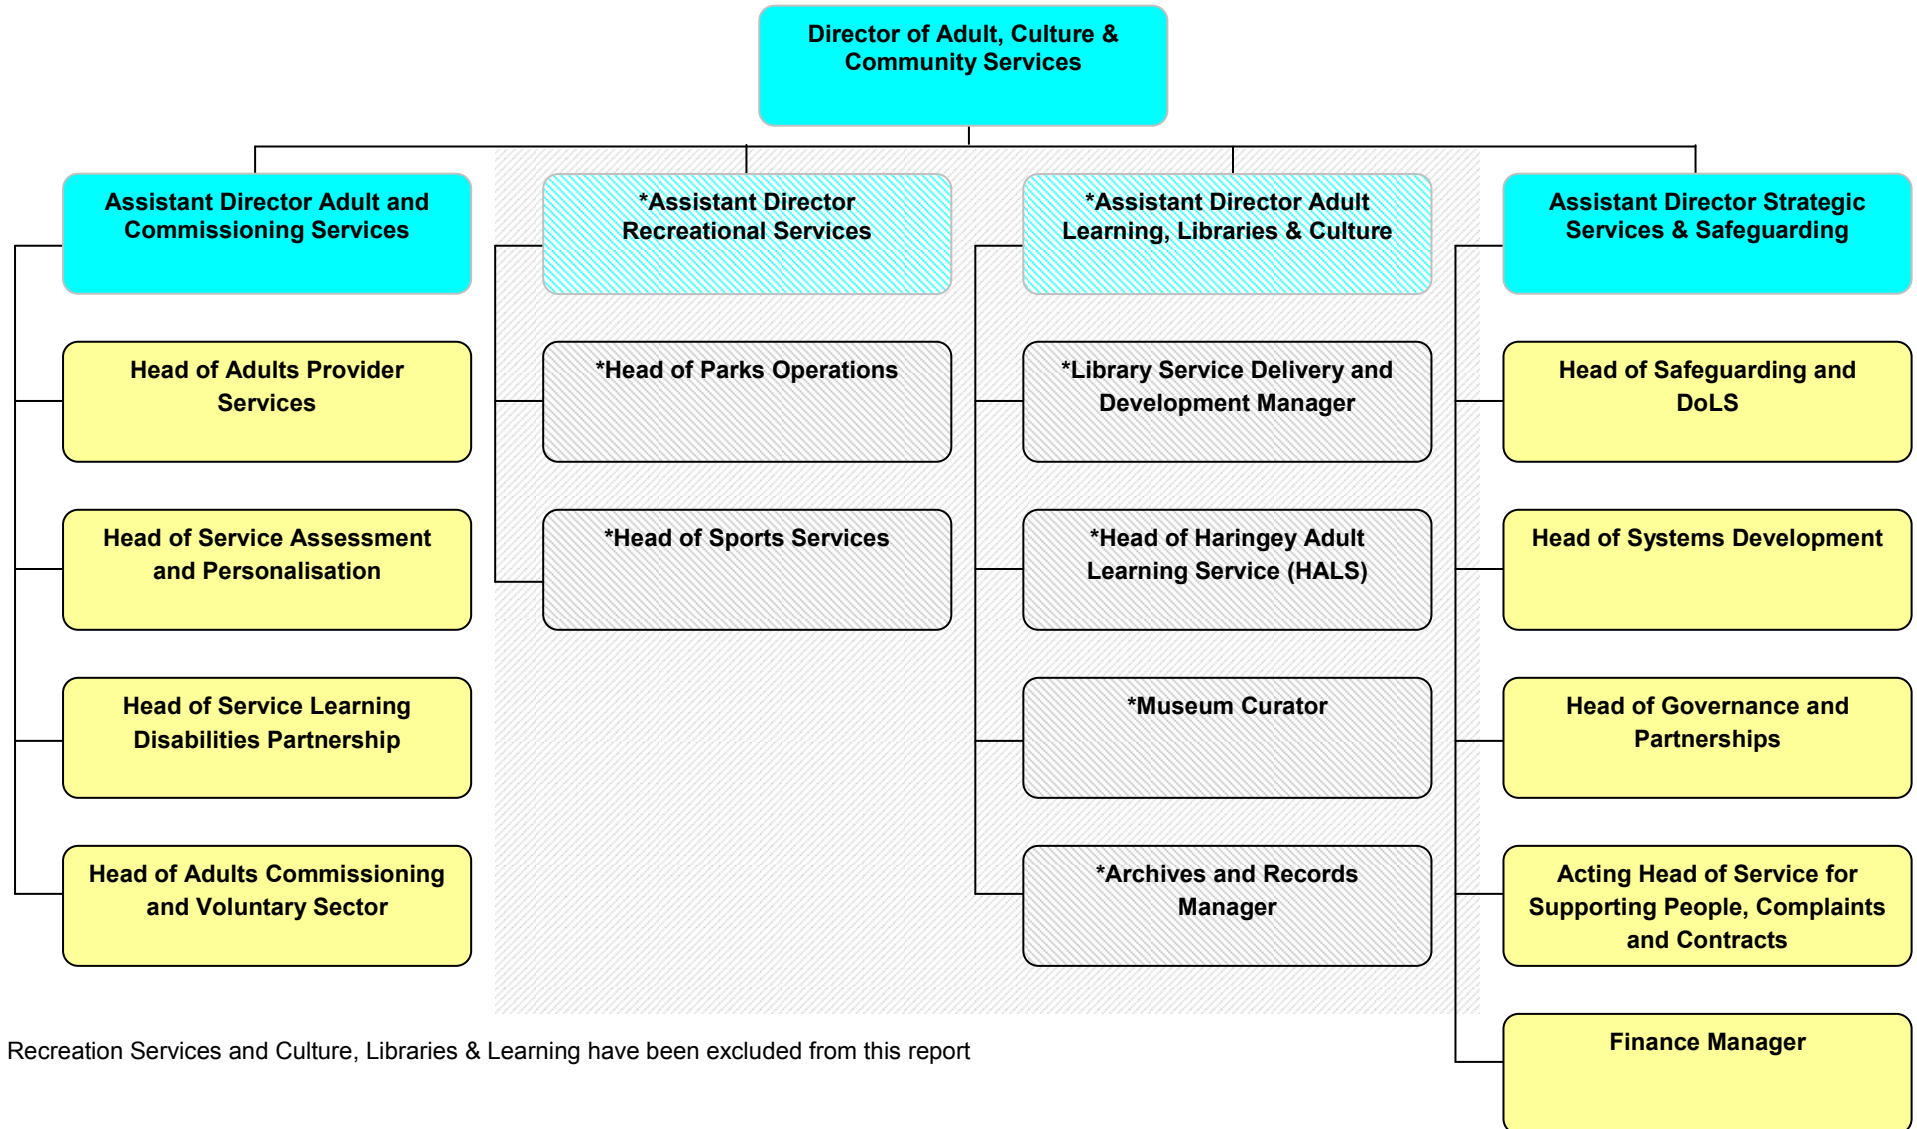 Director of Adult, Culture &
Community Services
Assistant Director Adult and
Commissioning Services
*Assistant Director
Recreational Services
*Assistant Director Adult
Learning, Libraries & Culture
Assistant Director Strategic
Services & Safeguarding
Head of Adults Provider
Services
*Head of Parks Operations
*Library Service Delivery and
Development Manager
Head of Safeguarding and
DoLS
Head of Service Assessment
and Personalisation
*Head of Sports Services
*Head of Haringey Adult
Learning Service (HALS)
Head of Systems Development
Head of Service Learning
Disabilities Partnership
*Museum Curator
Head of Governance and
Partnerships
Head of Adults Commissioning
and Voluntary Sector
*Archives and Records
Manager
Acting Head of Service for
Supporting People, Complaints
and Contracts
Finance Manager
Recreation Services and Culture, Libraries & Learning have been excluded from this report